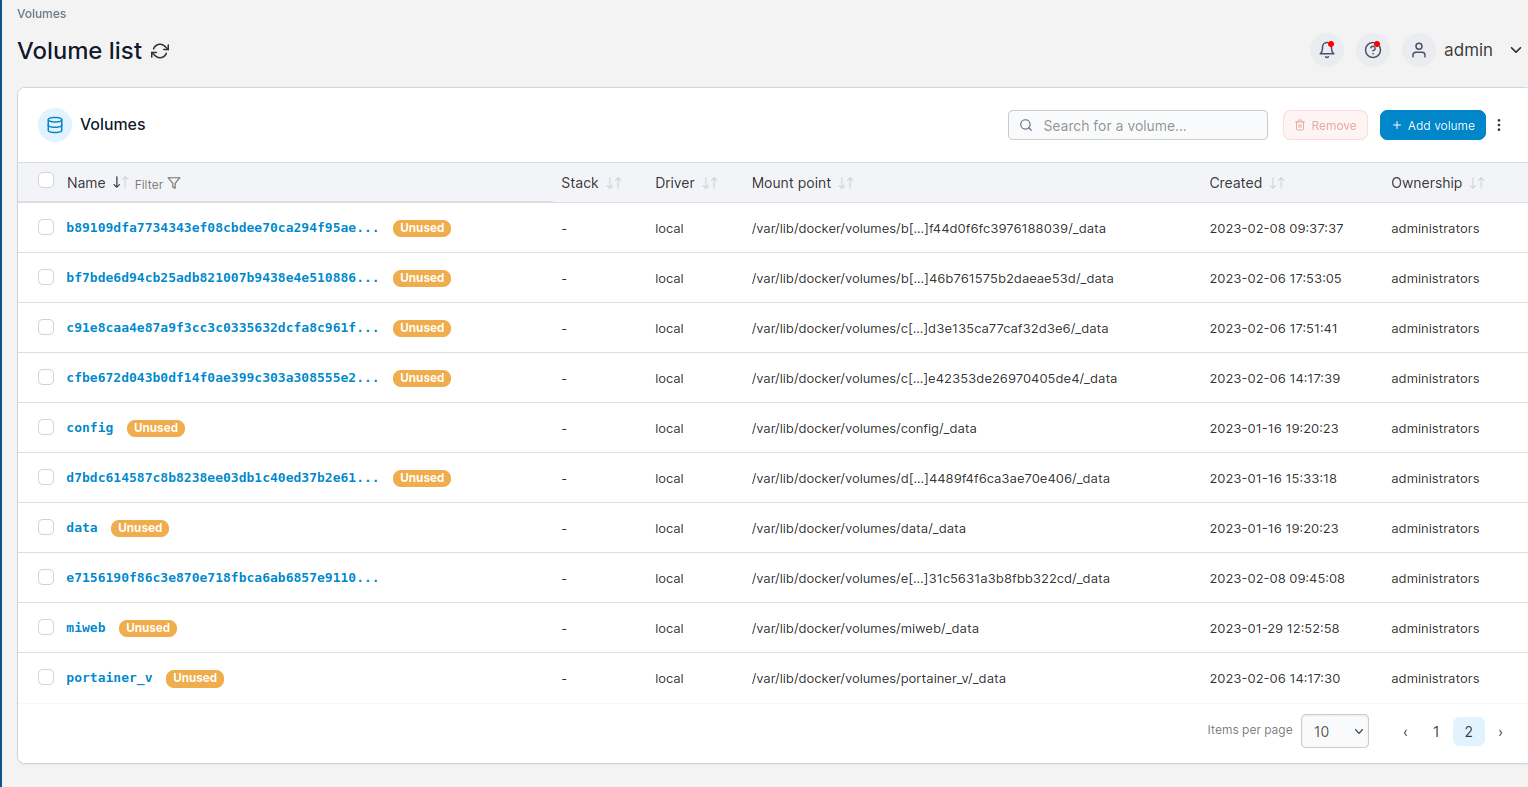 Volumes
Volume list
admin
Volumes
Search for a volume...
Remove
+ Add volume
Name Filter Stack Driver Mount point Created Ownership
b89109dfa7734343ef08cbdee70ca294f95ae... Unused - local /var/lib/docker/volumes/b[...]f44d0f6fc3976188039/_data 2023-02-08 09:37:37 administrators
bf7bde6d94cb25adb821007b9438e4e510886... Unused - local /var/lib/docker/volumes/b[...]46b761575b2daeae53d/_data 2023-02-06 17:53:05 administrators
c91e8caa4e87a9f3cc3c0335632dcfa8c961f... Unused - local /var/lib/docker/volumes/c[...]d3e135ca77caf32d3e6/_data 2023-02-06 17:51:41 administrators
cfbe672d043b0df14f0ae399c303a308555e2... Unused - local /var/lib/docker/volumes/c[...]e42353de26970405de4/_data 2023-02-06 14:17:39 administrators
config Unused - local /var/lib/docker/volumes/config/_data 2023-01-16 19:20:23 administrators
d7bdc614587c8b8238ee03db1c40ed37b2e61... Unused - local /var/lib/docker/volumes/d[...]4489f4f6ca3ae70e406/_data 2023-01-16 15:33:18 administrators
data Unused - local /var/lib/docker/volumes/data/_data 2023-01-16 19:20:23 administrators
e7156190f86c3e870e718fbca6ab6857e9110... - local /var/lib/docker/volumes/e[...]31c5631a3b8fbb322cd/_data 2023-02-08 09:45:08 administrators
miweb Unused - local /var/lib/docker/volumes/miweb/_data 2023-01-29 12:52:58 administrators
portainer_v Unused - local /var/lib/docker/volumes/portainer_v/_data 2023-02-06 14:17:30 administrators
Items per page 10 ‹ 1 2 ›